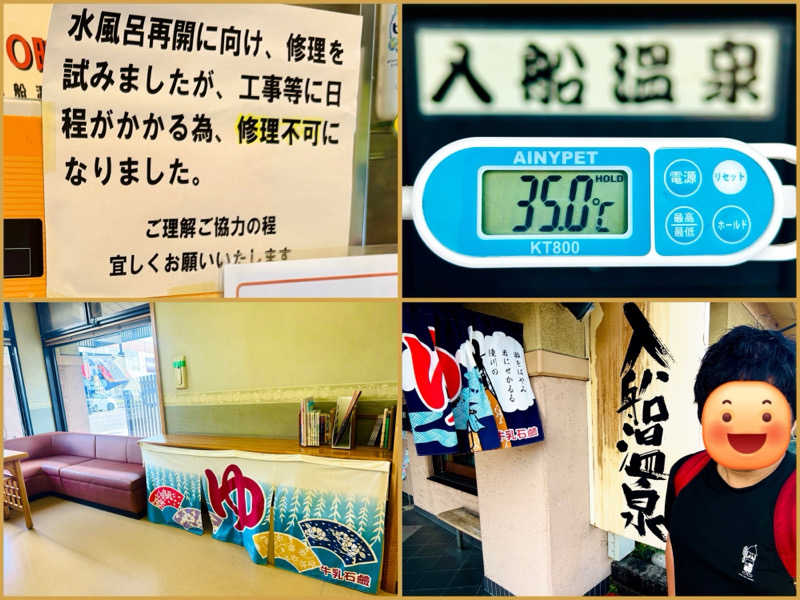 水風呂再開に向け、修理を
試みましたが、工事等に日
程がかかる為、修理不可に
なりました。
ご理解ご協力の程
宜しくお願いいたします
入船温泉
AINYPET
35.0℃
HOLD
KT800
電源
リセット
最高
最低
ホールド
ゆ
牛乳石鹸
牛乳石鹸
入船温泉